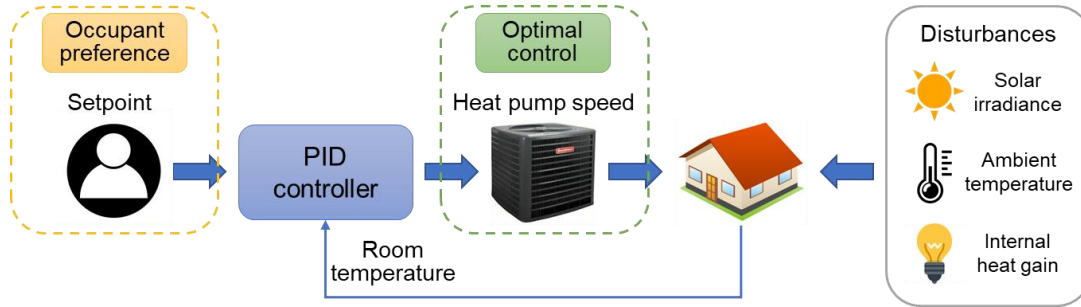 Occupant
preference
Setpoint
PID
controller
Optimal
control
Heat pump speed
Room
temperature
Disturbances
Solar
irradiance
Ambient
temperature
Internal
heat gain